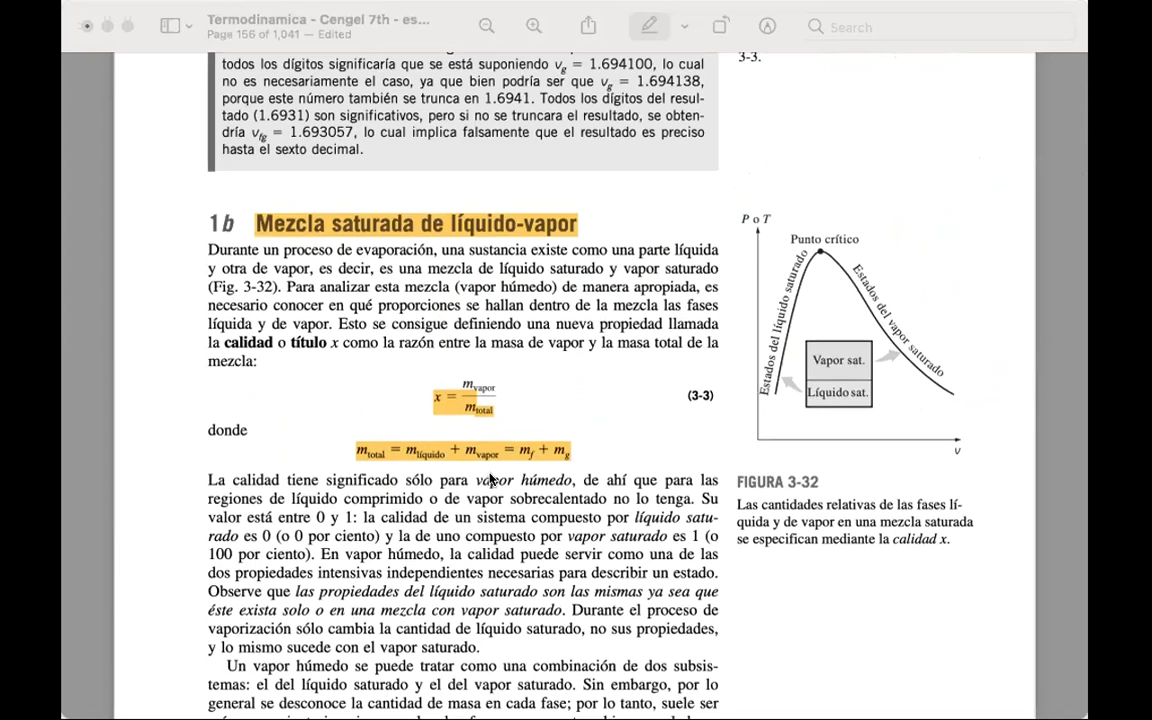 Termodinamica - Cengel 7th - es...
Page 156 of 1,041 — Edited
Search
todos los dígitos significaría que se está suponiendo vg = 1.694100, lo cual
no es necesariamente el caso, ya que bien podría ser que vg = 1.694138,
porque este número también se trunca en 1.6941. Todos los dígitos del resul-
tado (1.6931) son significativos, pero si no se truncara el resultado, se obten-
dría vfg = 1.693057, lo cual implica falsamente que el resultado es preciso
hasta el sexto decimal.
3-3.
1b Mezcla saturada de líquido-vapor
Durante un proceso de evaporación, una sustancia existe como una parte líquida
y otra de vapor, es decir, es una mezcla de líquido saturado y vapor saturado
(Fig. 3-32). Para analizar esta mezcla (vapor húmedo) de manera apropiada, es
necesario conocer en qué proporciones se hallan dentro de la mezcla las fases
líquida y de vapor. Esto se consigue definiendo una nueva propiedad llamada
la calidad o título x como la razón entre la masa de vapor y la masa total de la
mezcla:
x = mvapor / mtotal (3-3)
donde
mtotal = mlíquido + mvapor = mf + mg
La calidad tiene significado sólo para vapor húmedo, de ahí que para las
regiones de líquido comprimido o de vapor sobrecalentado no lo tenga. Su
valor está entre 0 y 1: la calidad de un sistema compuesto por líquido satu-
rado es 0 (o 0 por ciento) y la de uno compuesto por vapor saturado es 1 (o
100 por ciento). En vapor húmedo, la calidad puede servir como una de las
dos propiedades intensivas independientes necesarias para describir un estado.
Observe que las propiedades del líquido saturado son las mismas ya sea que
éste exista solo o en una mezcla con vapor saturado. Durante el proceso de
vaporización sólo cambia la cantidad de líquido saturado, no sus propiedades,
y lo mismo sucede con el vapor saturado.
Un vapor húmedo se puede tratar como una combinación de dos subsis-
temas: el del líquido saturado y el del vapor saturado. Sin embargo, por lo
general se desconoce la cantidad de masa en cada fase; por lo tanto, suele ser
P o T
Punto crítico
Estados del líquido saturado
Estados del vapor saturado
Vapor sat.
Líquido sat.
v
FIGURA 3-32
Las cantidades relativas de las fases lí-
quida y de vapor en una mezcla saturada
se especifican mediante la calidad x.